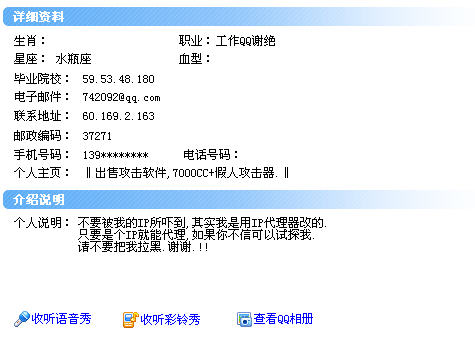 详细资料
生肖： 职业：工作QQ谢绝
星座： 水瓶座 血型：
毕业院校： 59.53.48.180
电子邮件： 742092@qq.com
联系地址： 60.169.2.163
邮政编码： 37271
手机号码： 139******** 电话号码：
个人主页： ‖出售攻击软件,7000CC+假人攻击器.‖
介绍说明
个人说明： 不要被我的IP所吓到,其实我是用IP代理器改的.
只要是个IP就能代理,如果你不信可以试探我.
请不要把我拉黑.谢谢.!!
收听语音秀 收听彩铃秀 查看QQ相册